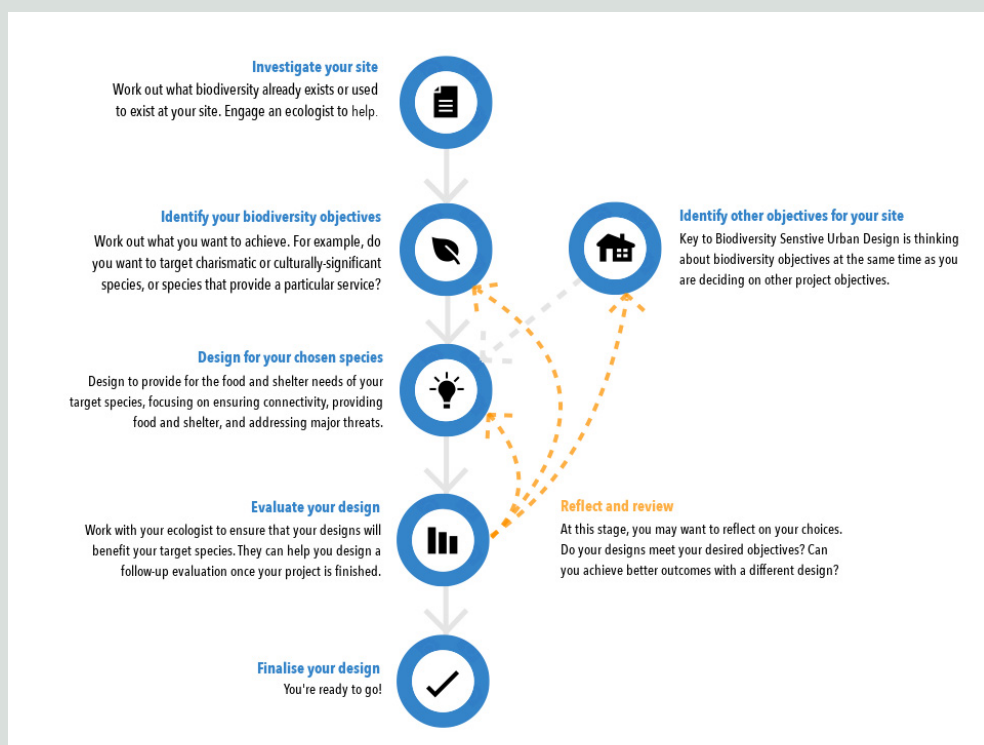 Investigate your site
Work out what biodiversity already exists or used
to exist at your site. Engage an ecologist to help.
Identify your biodiversity objectives
Work out what you want to achieve. For example, do
you want to target charismatic or culturally-significant
species, or species that provide a particular service?
Identify other objectives for your site
Key to Biodiversity Senstive Urban Design is thinking
about biodiversity objectives at the same time as you
are deciding on other project objectives.
Design for your chosen species
Design to provide for the food and shelter needs of your
target species, focusing on ensuring connectivity, providing
food and shelter, and addressing major threats.
Evaluate your design
Work with your ecologist to ensure that your designs will
benefit your target species. They can help you design a
follow-up evaluation once your project is finished.
Reflect and review
At this stage, you may want to reflect on your choices.
Do your designs meet your desired objectives? Can
you achieve better outcomes with a different design?
Finalise your design
You're ready to go!